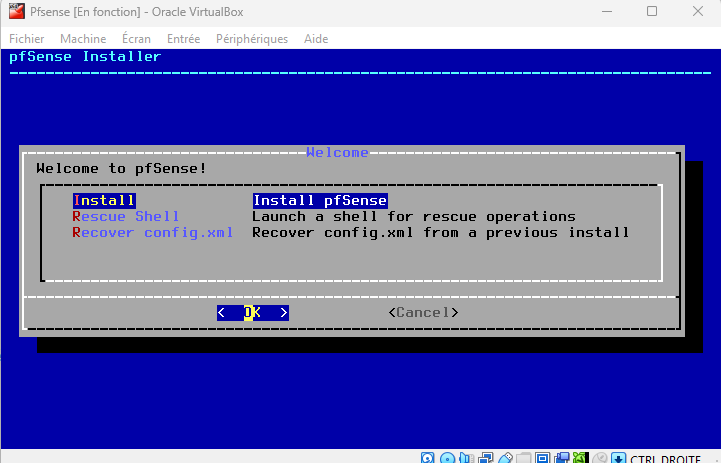 Pfsense [En fonction] - Oracle VirtualBox
Fichier Machine Écran Entrée Périphériques Aide
pfSense Installer
Welcome
Welcome to pfSense!
Install Install pfSense
Rescue Shell Launch a shell for rescue operations
Recover config.xml Recover config.xml from a previous install
< OK > <Cancel>
CTRL DROITE